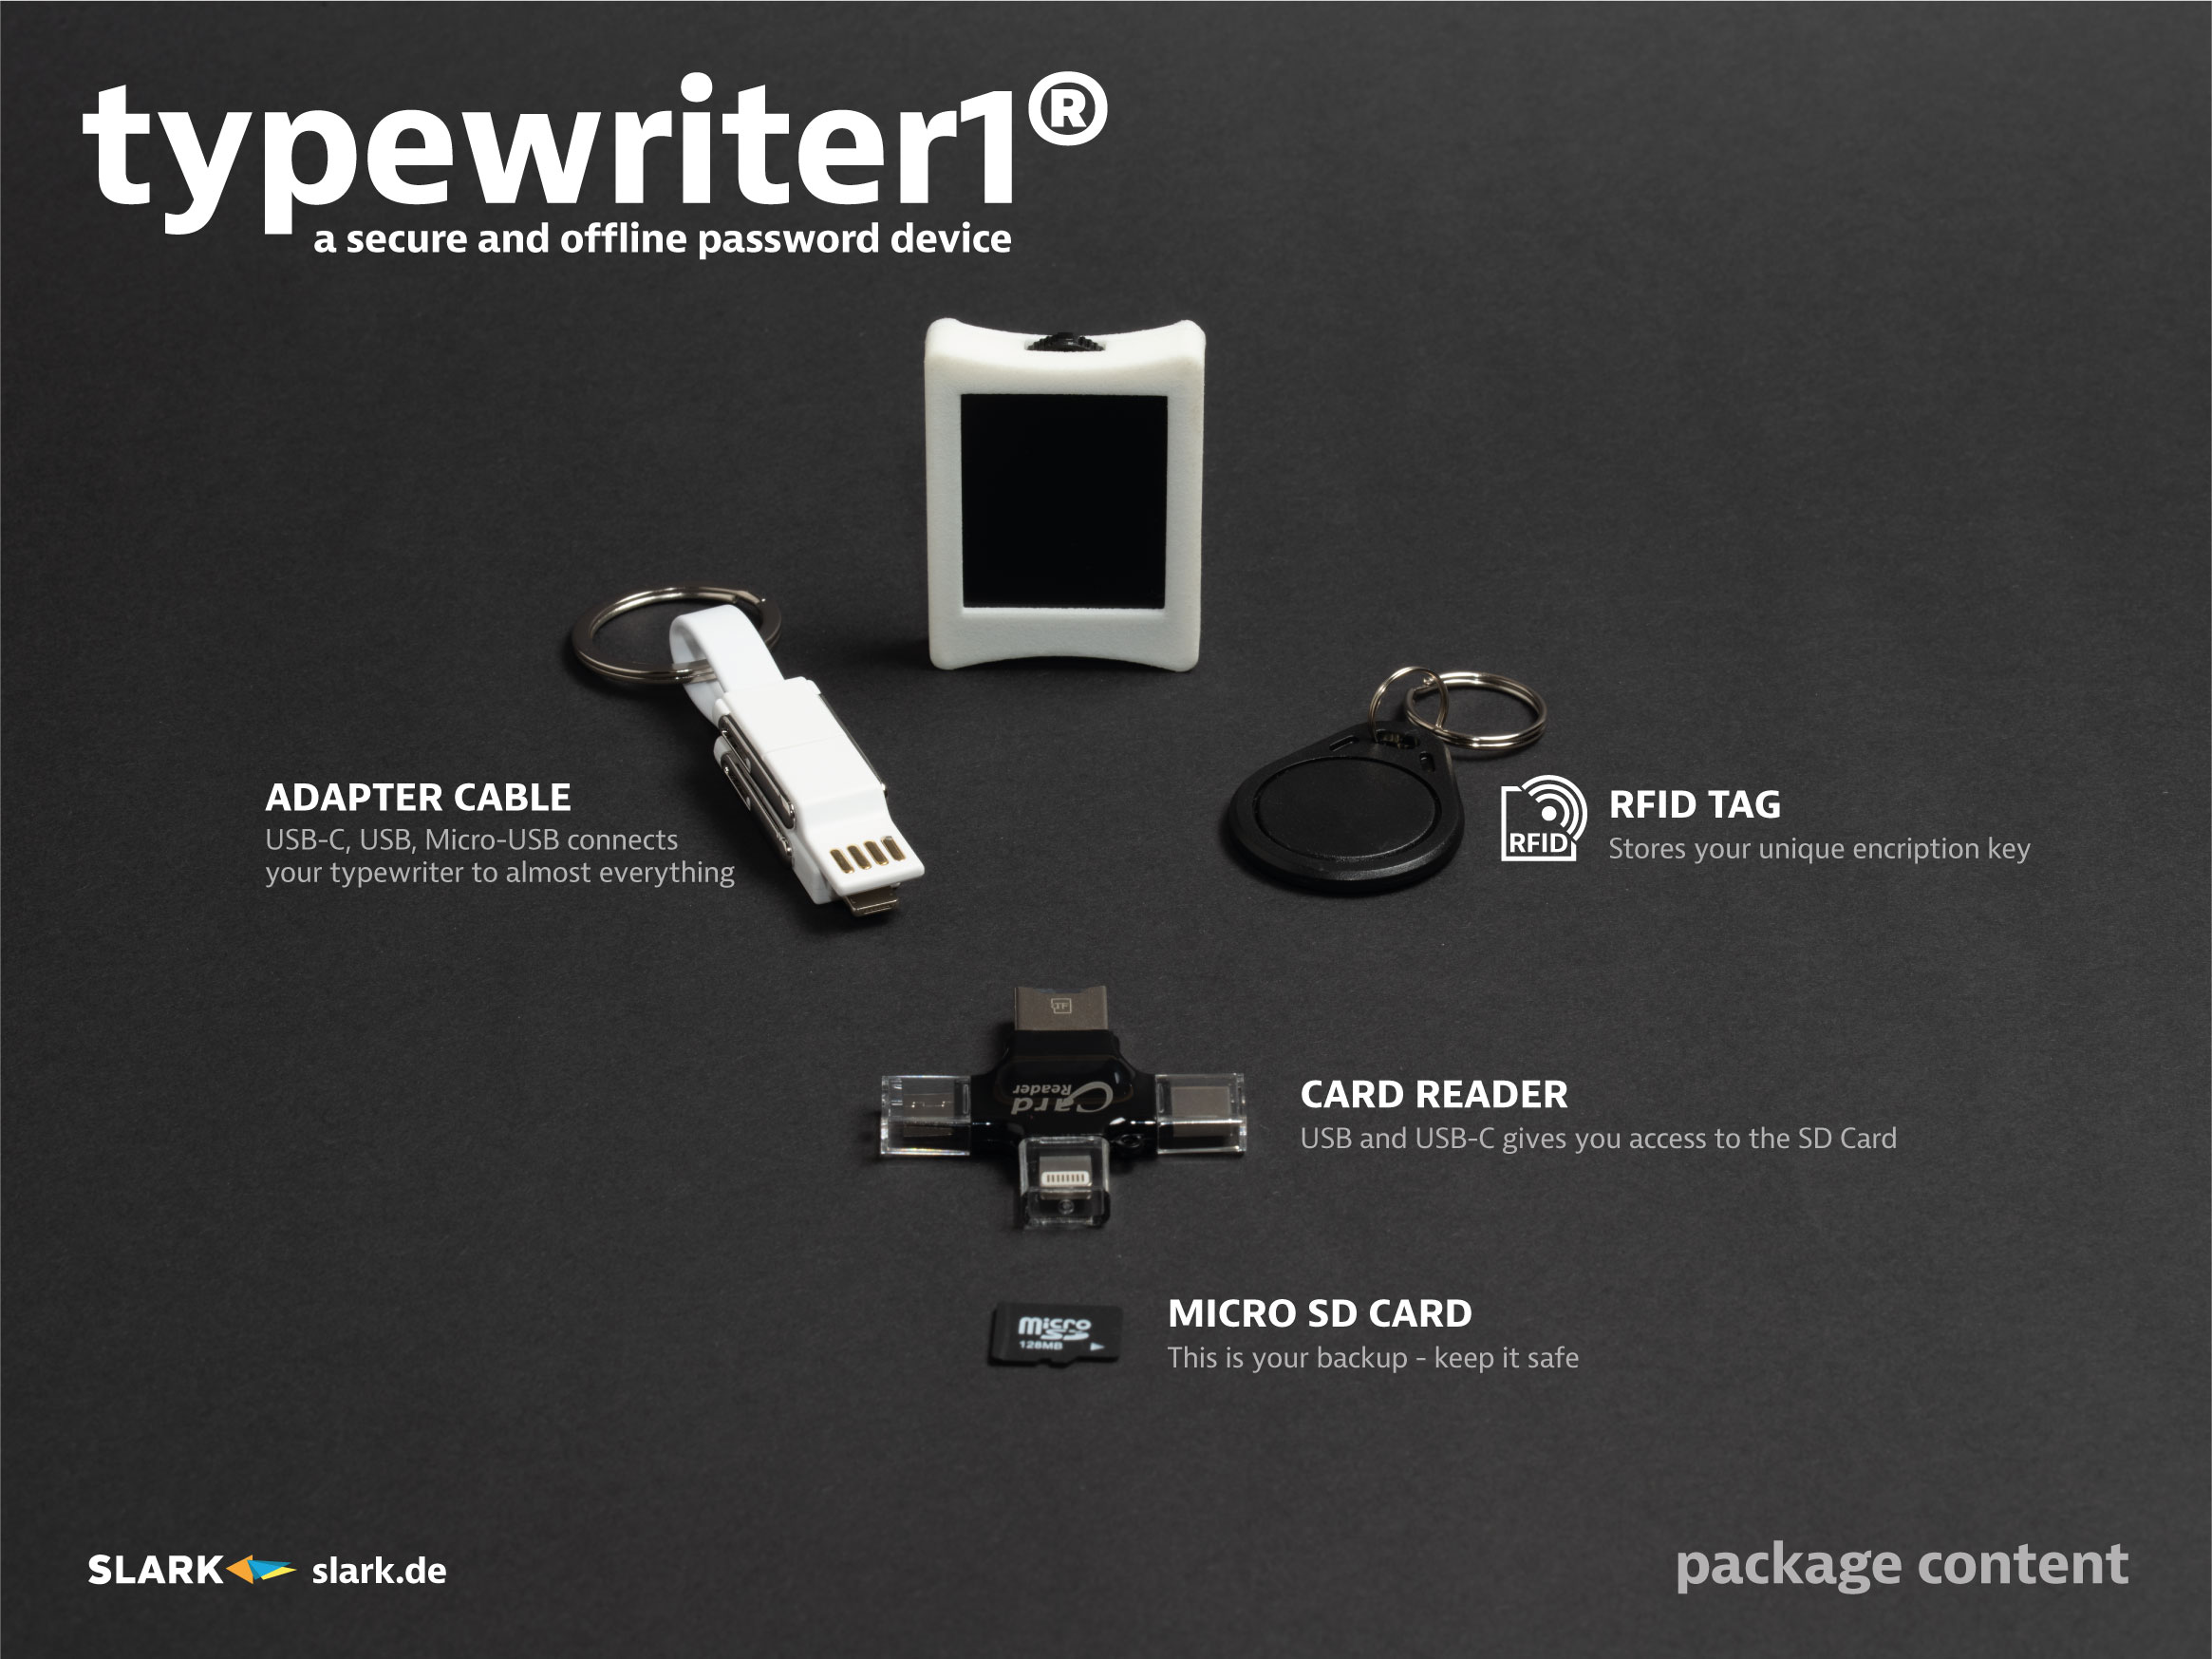 typewriter1®
a secure and offline password device
ADAPTER CABLE
USB-C, USB, Micro-USB connects
your typewriter to almost everything
RFID
RFID TAG
Stores your unique encription key
TF
Card
Reader
CARD READER
USB and USB-C gives you access to the SD Card
Micro
SD
128MB
MICRO SD CARD
This is your backup - keep it safe
SLARK slark.de
package content